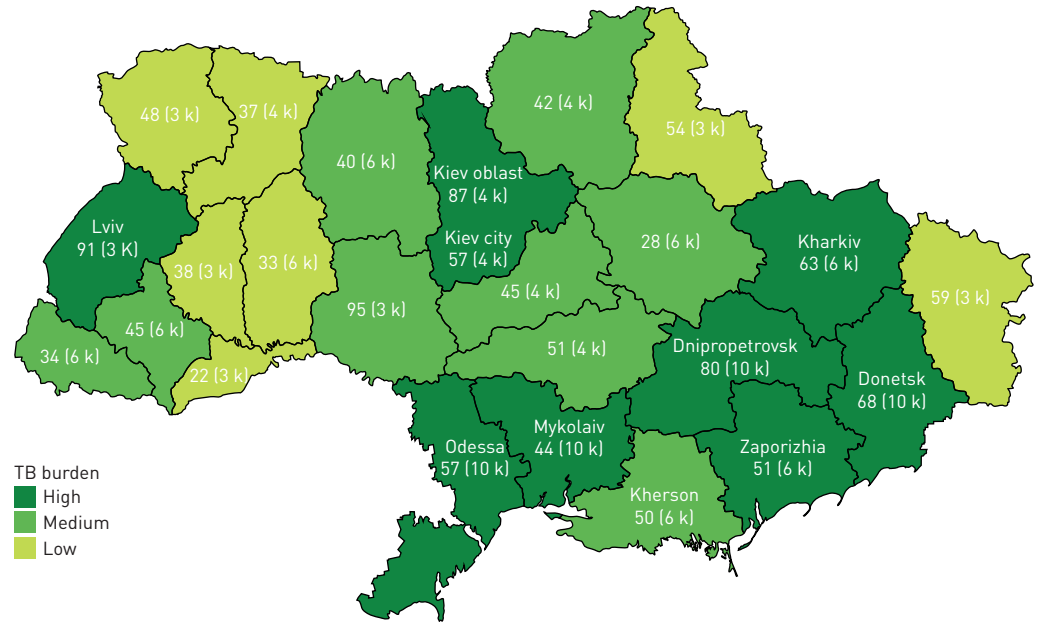 48 (3 k)
37 (4 k)
42 (4 k)
54 (3 k)
40 (6 k)
Kiev oblast
87 (4 k)
Kiev city
57 (4 k)
Lviv
91 (3 K)
38 (3 k)
33 (6 k)
28 (6 k)
Kharkiv
63 (6 k)
59 (3 k)
45 (4 k)
95 (3 k)
45 (6 k)
34 (6 k)
22 (3 k)
51 (4 k)
Dnipropetrovsk
80 (10 k)
Donetsk
68 (10 k)
Odessa
57 (10 k)
Mykolaiv
44 (10 k)
Zaporizhia
51 (6 k)
Kherson
50 (6 k)
TB burden
High
Medium
Low